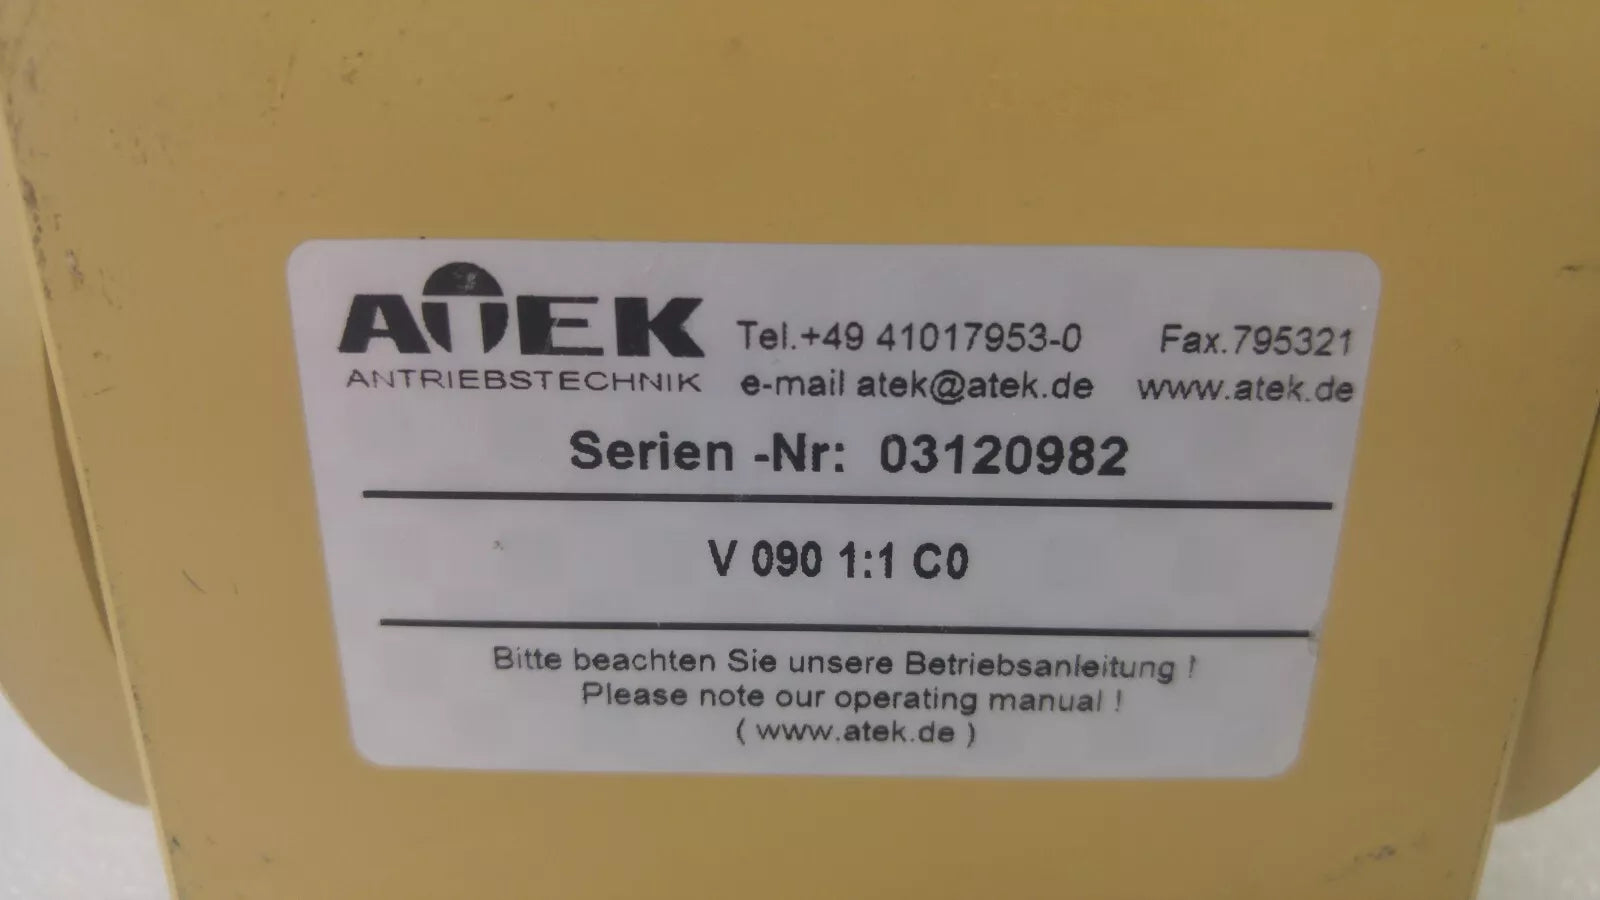 ATEK
ANTRIEBSTECHNIK
Tel.+49 41017953-0 Fax.795321
e-mail atek@atek.de www.atek.de
Serien -Nr: 03120982
V 090 1:1 C0
Bitte beachten Sie unsere Betriebsanleitung !
Please note our operating manual !
( www.atek.de )